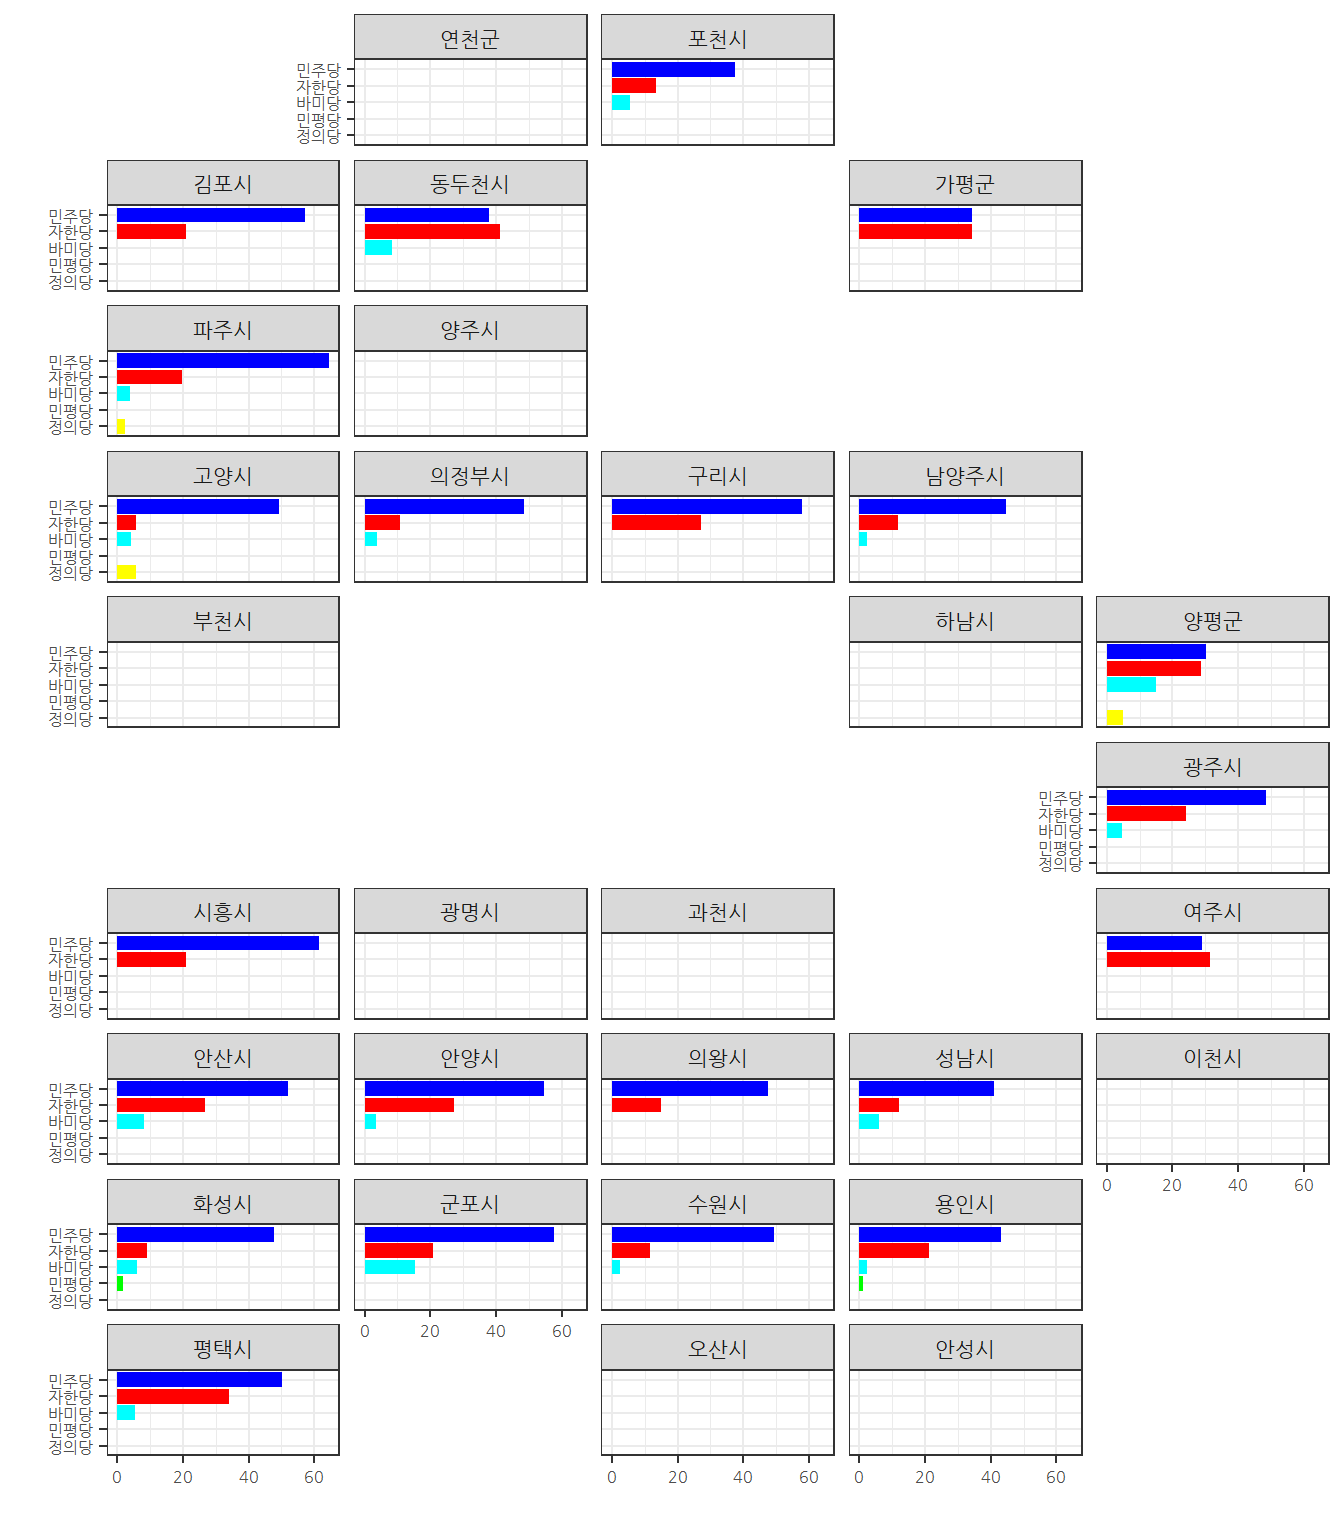 연천군 포천시
민주당
자한당
바미당
민평당
정의당
김포시 동두천시 가평군
민주당
자한당
바미당
민평당
정의당
파주시 양주시
민주당
자한당
바미당
민평당
정의당
고양시 의정부시 구리시 남양주시
민주당
자한당
바미당
민평당
정의당
부천시 하남시 양평군
민주당
자한당
바미당
민평당
정의당
광주시
민주당
자한당
바미당
민평당
정의당
시흥시 광명시 과천시 여주시
민주당
자한당
바미당
민평당
정의당
안산시 안양시 의왕시 성남시 이천시
민주당
자한당
바미당
민평당
정의당
0 20 40 60
화성시 군포시 수원시 용인시
민주당
자한당
바미당
민평당
정의당
0 20 40 60
평택시 오산시 안성시
민주당
자한당
바미당
민평당
정의당
0 20 40 60 0 20 40 60 0 20 40 60